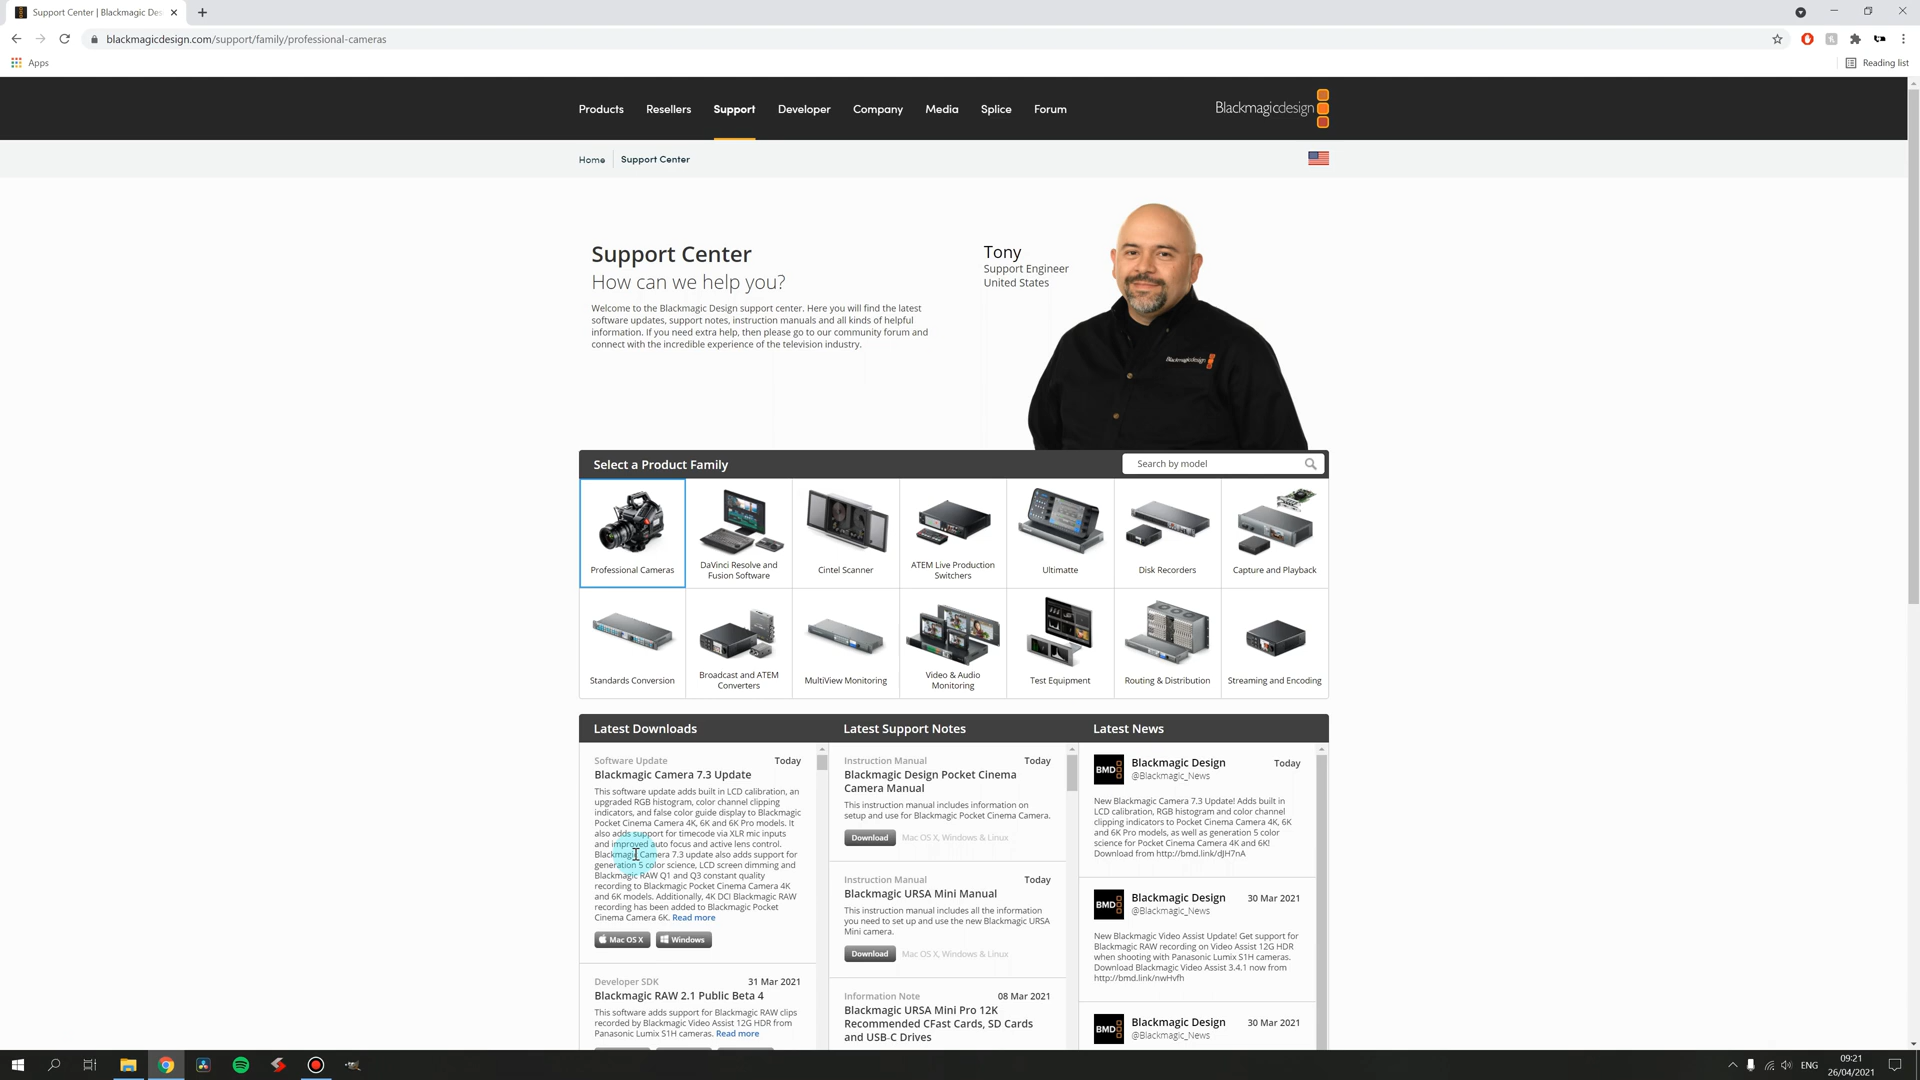 Support Center | Blackmagic Des
blackmagicdesign.com/support/family/professional-cameras
Apps
Reading list
Products
Resellers
Support
Developer
Company
Media
Splice
Forum
Blackmagicdesign
Home
Support Center
Support Center
How can we help you?
Welcome to the Blackmagic Design support center. Here you will find the latest
software updates, support notes, instruction manuals and all kinds of helpful
information. If you need extra help, then please go to our community forum and
connect with the incredible experience of the television industry.
Tony
Support Engineer
United States
Blackmagicdesign
Select a Product Family
Search by model
Professional Cameras
DaVinci Resolve and
Fusion Software
Cintel Scanner
ATEM Live Production
Switchers
Ultimatte
Disk Recorders
Capture and Playback
Standards Conversion
Broadcast and ATEM
Converters
MultiView Monitoring
Video & Audio
Monitoring
Test Equipment
Routing & Distribution
Streaming and Encoding
Latest Downloads
Software Update
Today
Blackmagic Camera 7.3 Update
This software update adds built in LCD calibration, an
upgraded RGB histogram, color channel clipping
indicators, and false color guide display to Blackmagic
Pocket Cinema Camera 4K, 6K and 6K Pro models. It
also adds support for timecode via XLR mic inputs
and improved auto focus and active lens control.
Blackmagic Camera 7.3 update also adds support for
generation 5 color science, LCD screen dimming and
Blackmagic RAW Q1 and Q3 constant quality
recording to Blackmagic Pocket Cinema Camera 4K
and 6K models. Additionally, 4K DCI Blackmagic RAW
recording has been added to Blackmagic Pocket
Cinema Camera 6K. Read more
Mac OS X
Windows
Developer SDK
31 Mar 2021
Blackmagic RAW 2.1 Public Beta 4
This software adds support for Blackmagic RAW clips
recorded by Blackmagic Video Assist 12G HDR from
Panasonic Lumix S1H cameras. Read more
Latest Support Notes
Instruction Manual
Today
Blackmagic Design Pocket Cinema
Camera Manual
This instruction manual includes information on
setup and use for Blackmagic Pocket Cinema Camera.
Download
Mac OS X, Windows & Linux
Instruction Manual
Today
Blackmagic URSA Mini Manual
This instruction manual includes all the information
you need to set up and use the new Blackmagic URSA
Mini camera.
Download
Mac OS X, Windows & Linux
Information Note
08 Mar 2021
Blackmagic URSA Mini Pro 12K
Recommended CFast Cards, SD Cards
and USB-C Drives
Latest News
BMD
Blackmagic Design
Today
@Blackmagic_News
New Blackmagic Camera 7.3 Update! Adds built in
LCD calibration, RGB histogram and color channel
clipping indicators to Pocket Cinema Camera 4K, 6K
and 6K Pro models, as well as generation 5 color
science for Pocket Cinema Camera 4K and 6K!
Download from http://bmd.link/dJH7nA
BMD
Blackmagic Design
30 Mar 2021
@Blackmagic_News
New Blackmagic Video Assist Update! Get support for
Blackmagic RAW recording on Video Assist 12G HDR
when shooting with Panasonic Lumix S1H cameras.
Download Blackmagic Video Assist 3.4.1 now from
http://bmd.link/nwHvfh
BMD
Blackmagic Design
30 Mar 2021
@Blackmagic_News
ENG
09:21
26/04/2021